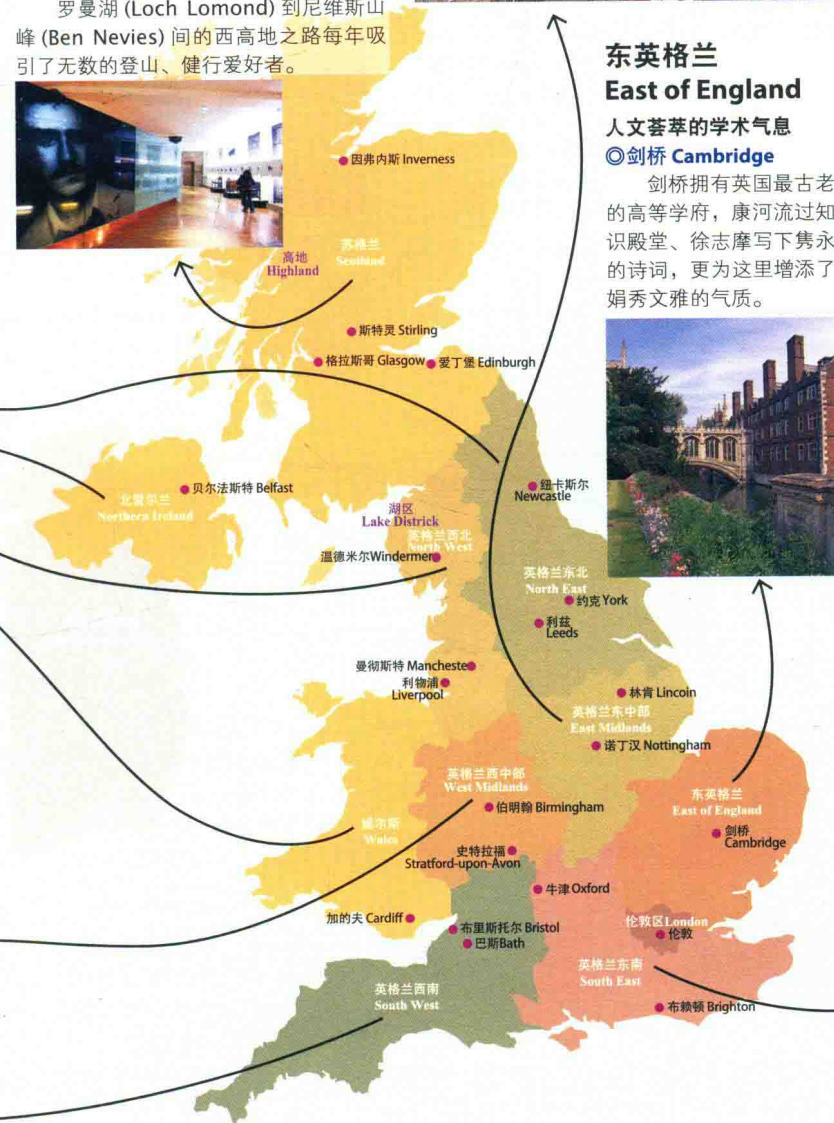 罗曼湖 (Loch Lomond) 到尼维斯山
峰 (Ben Nevies) 间的西高地之路每年吸
引了无数的登山、健行爱好者。
东英格兰
East of England
人文荟萃的学术气息
◎剑桥 Cambridge
剑桥拥有英国最古老
的高等学府，康河流过知
识殿堂、徐志摩写下隽永
的诗词，更为这里增添了
娟秀文雅的气质。
因弗内斯 Inverness
苏格兰
Scotland
高地
Highland
斯特灵 Stirling
格拉斯哥 Glasgow
爱丁堡 Edinburgh
北爱尔兰
Northern Ireland
贝尔法斯特 Belfast
纽卡斯尔
Newcastle
湖区
Lake Districk
英格兰西北
North West
温德米尔Windermer
英格兰东北
North East
约克 York
利兹
Leeds
曼彻斯特 Mancheste
利物浦
Liverpool
林肯 Lincoin
英格兰东中部
East Midlands
诺丁汉 Nottingham
英格兰西中部
West Midlands
伯明翰 Birmingham
东英格兰
East of England
剑桥
Cambridge
威尔斯
Wales
史特拉福
Stratford-upon-Avon
牛津 Oxford
加的夫 Cardiff
布里斯托尔 Bristol
巴斯Bath
伦敦区London
伦敦
英格兰东南
South East
英格兰西南
South West
布赖顿 Brighton